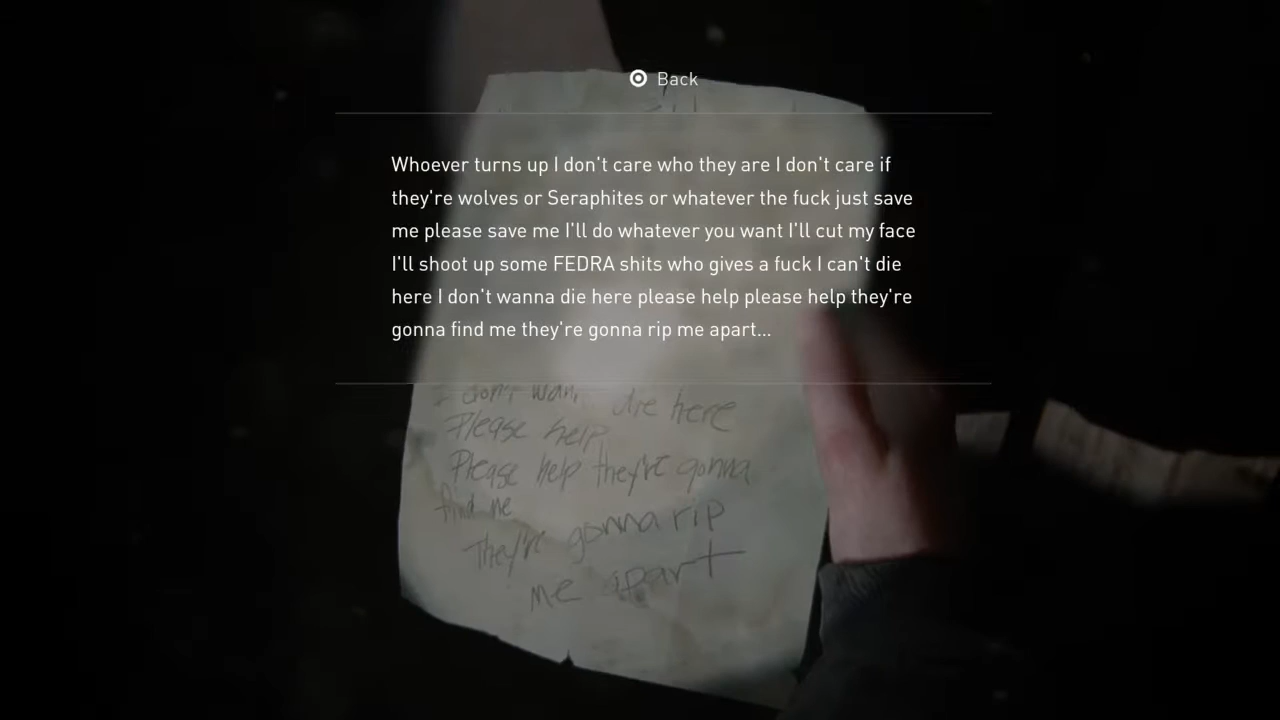 Back
Whoever turns up I don't care who they are I don't care if
they're wolves or Seraphites or whatever the fuck just save
me please save me I'll do whatever you want I'll cut my face
I'll shoot up some FEDRA shits who gives a fuck I can't die
here I don't wanna die here please help please help they're
gonna find me they're gonna rip me apart...
I don't wan die here
Please help
Please help they're gonna
find me
They're gonna rip
me apart